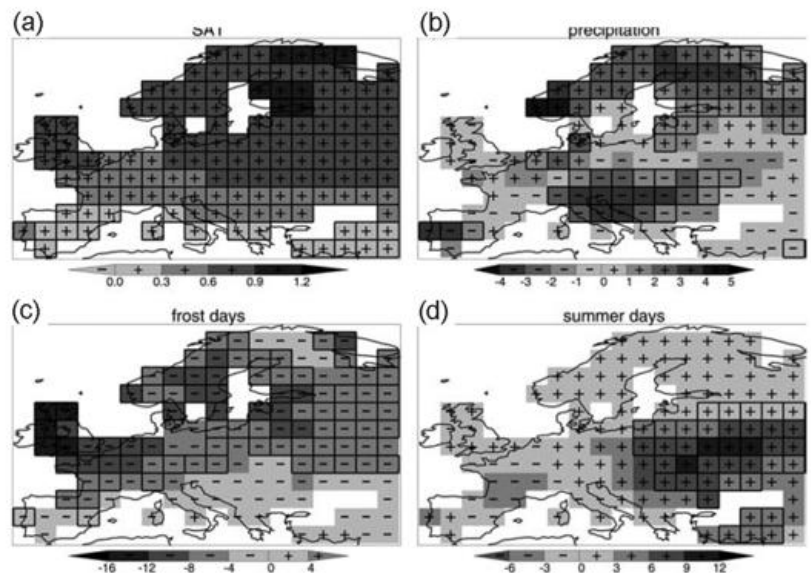 (a)
SAT
(b)
precipitation
0.0 0.3 0.6 0.9 1.2
-4 -3 -2 -1 0 1 2 3 4 5
(c)
frost days
(d)
summer days
-16 -12 -8 -4 0 4
-6 -3 0 3 6 9 12